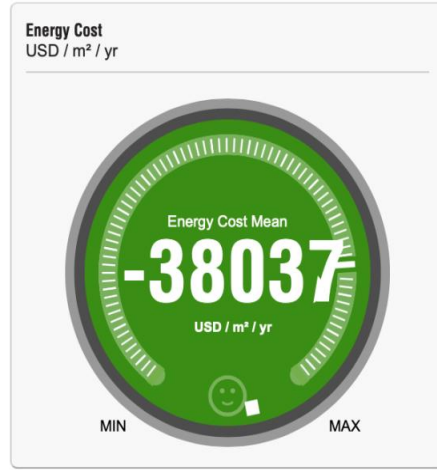 Energy Cost
USD / m² / yr
Energy Cost Mean
-38037
USD / m² / yr
MIN
MAX